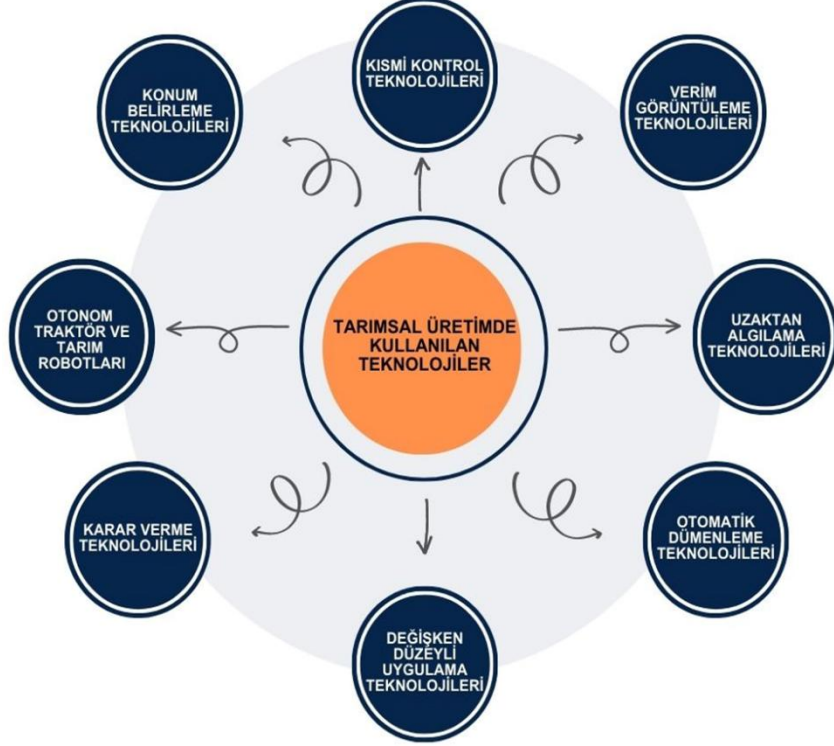 KISMİ KONTROL
TEKNOLOJİLERİ
KONUM
BELİRLEME
TEKNOLOJİLERİ
VERİM
GÖRÜNTÜLEME
TEKNOLOJİLERİ
OTONOM
TRAKTÖR VE
TARIM
ROBOTLARI
TARIMSAL ÜRETİMDE
KULLANILAN
TEKNOLOJİLER
UZAKTAN
ALGILAMA
TEKNOLOJİLERİ
KARAR VERME
TEKNOLOJİLERİ
OTOMATİK
DÜMENLEME
TEKNOLOJİLERİ
DEĞİŞKEN
DÜZEYLİ
UYGULAMA
TEKNOLOJİLERİ